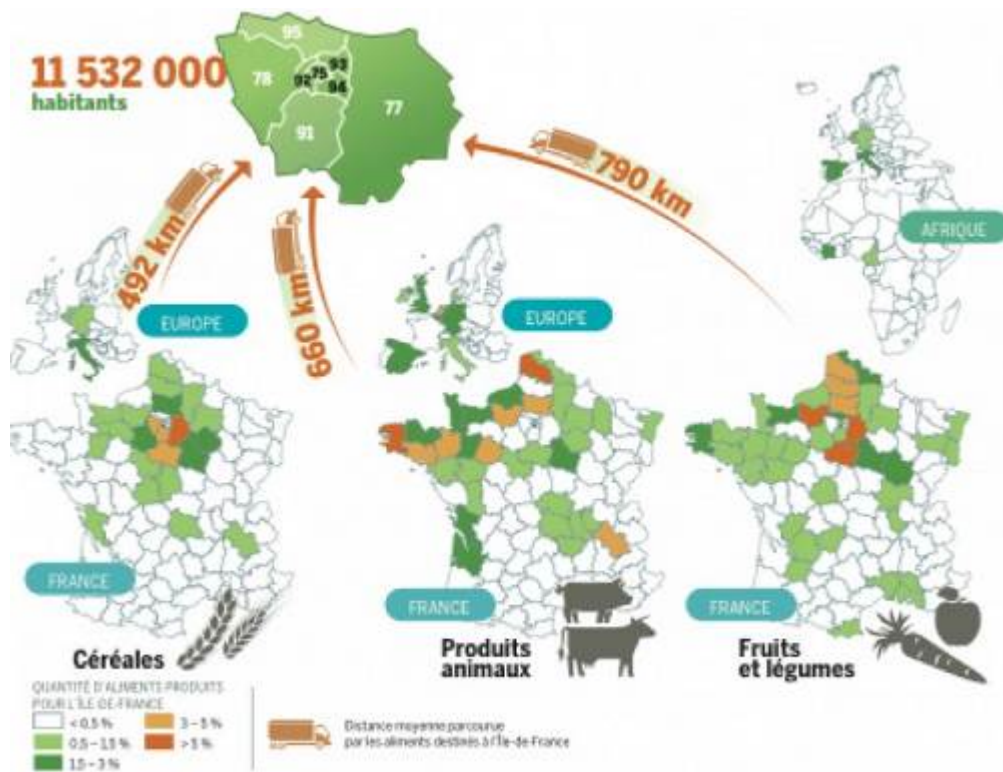 11 532 000
habitants
95
78
92
75
93
94
77
91
492 km
660 km
790 km
AFRIQUE
EUROPE
EUROPE
FRANCE
FRANCE
FRANCE
Céréales
Produits
animaux
Fruits
et légumes
QUANTITÉ D'ALIMENTS PRODUITS
POUR L'ÎLE-DE-FRANCE
< 0,5 %
0,5 – 1,5 %
1,5 – 3 %
3 – 5 %
> 5 %
Distance moyenne parcourue
par les aliments destinés à l'Île-de-France